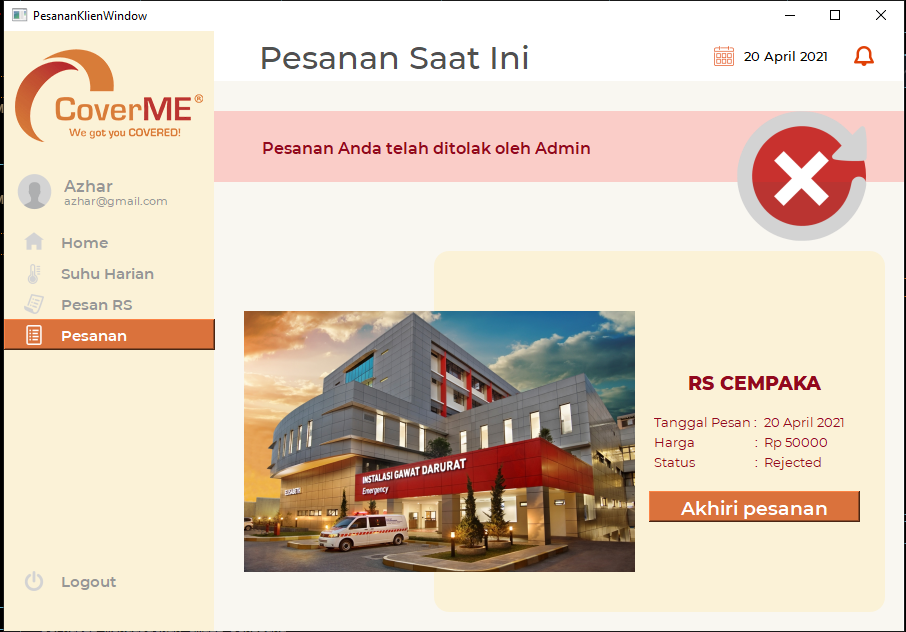 PesananKlienWindow
CoverME®
We got you COVERED!
Pesanan Saat Ini
20 April 2021
Pesanan Anda telah ditolak oleh Admin
Azhar
azhar@gmail.com
Home
Suhu Harian
Pesan RS
Pesanan
INSTALASI GAWAT DARURAT
Emergency
RS CEMPAKA
Tanggal Pesan : 20 April 2021
Harga : Rp 50000
Status : Rejected
Akhiri pesanan
Logout